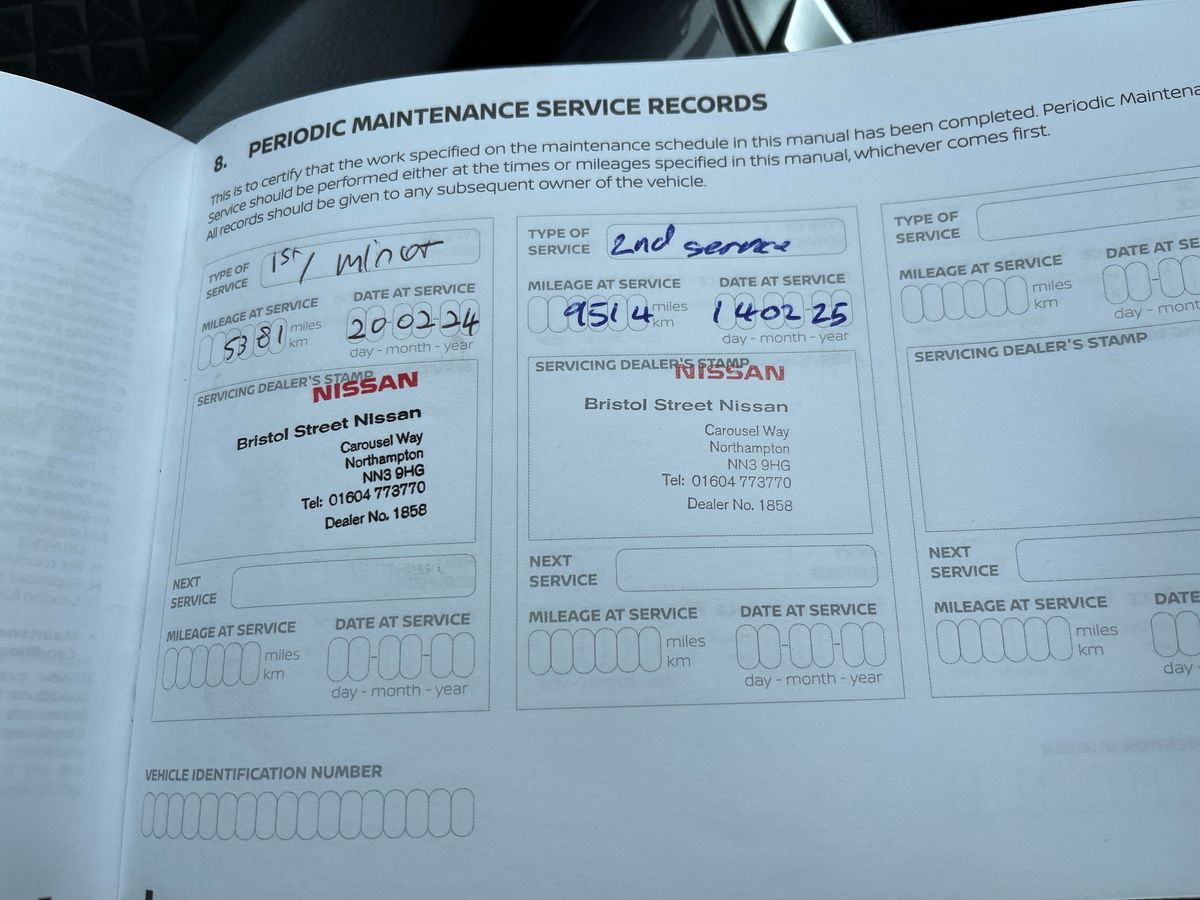 8. PERIODIC MAINTENANCE SERVICE RECORDS
This is to certify that the work specified on the maintenance schedule in this manual has been completed. Periodic Maintena
Service should be performed either at the times or mileages specified in this manual, whichever comes first.
All records should be given to any subsequent owner of the vehicle.
TYPE OF
SERVICE
1st / minor
MILEAGE AT SERVICE
5381
miles
km
DATE AT SERVICE
20-02-24
day - month - year
SERVICING DEALER'S STAMP
NISSAN
Bristol Street Nissan
Carousel Way
Northampton
NN3 9HG
Tel: 01604 773770
Dealer No. 1858
NEXT
SERVICE
MILEAGE AT SERVICE
miles
km
DATE AT SERVICE
day - month - year
TYPE OF
SERVICE
2nd service
MILEAGE AT SERVICE
9514
miles
km
DATE AT SERVICE
14 02 25
day - month - year
SERVICING DEALER'S STAMP
NISSAN
Bristol Street Nissan
Carousel Way
Northampton
NN3 9HG
Tel: 01604 773770
Dealer No. 1858
NEXT
SERVICE
MILEAGE AT SERVICE
miles
km
DATE AT SERVICE
day - month - year
TYPE OF
SERVICE
MILEAGE AT SERVICE
miles
km
DATE AT SE
day - mont
SERVICING DEALER'S STAMP
NEXT
SERVICE
MILEAGE AT SERVICE
miles
km
DATE
day -
VEHICLE IDENTIFICATION NUMBER